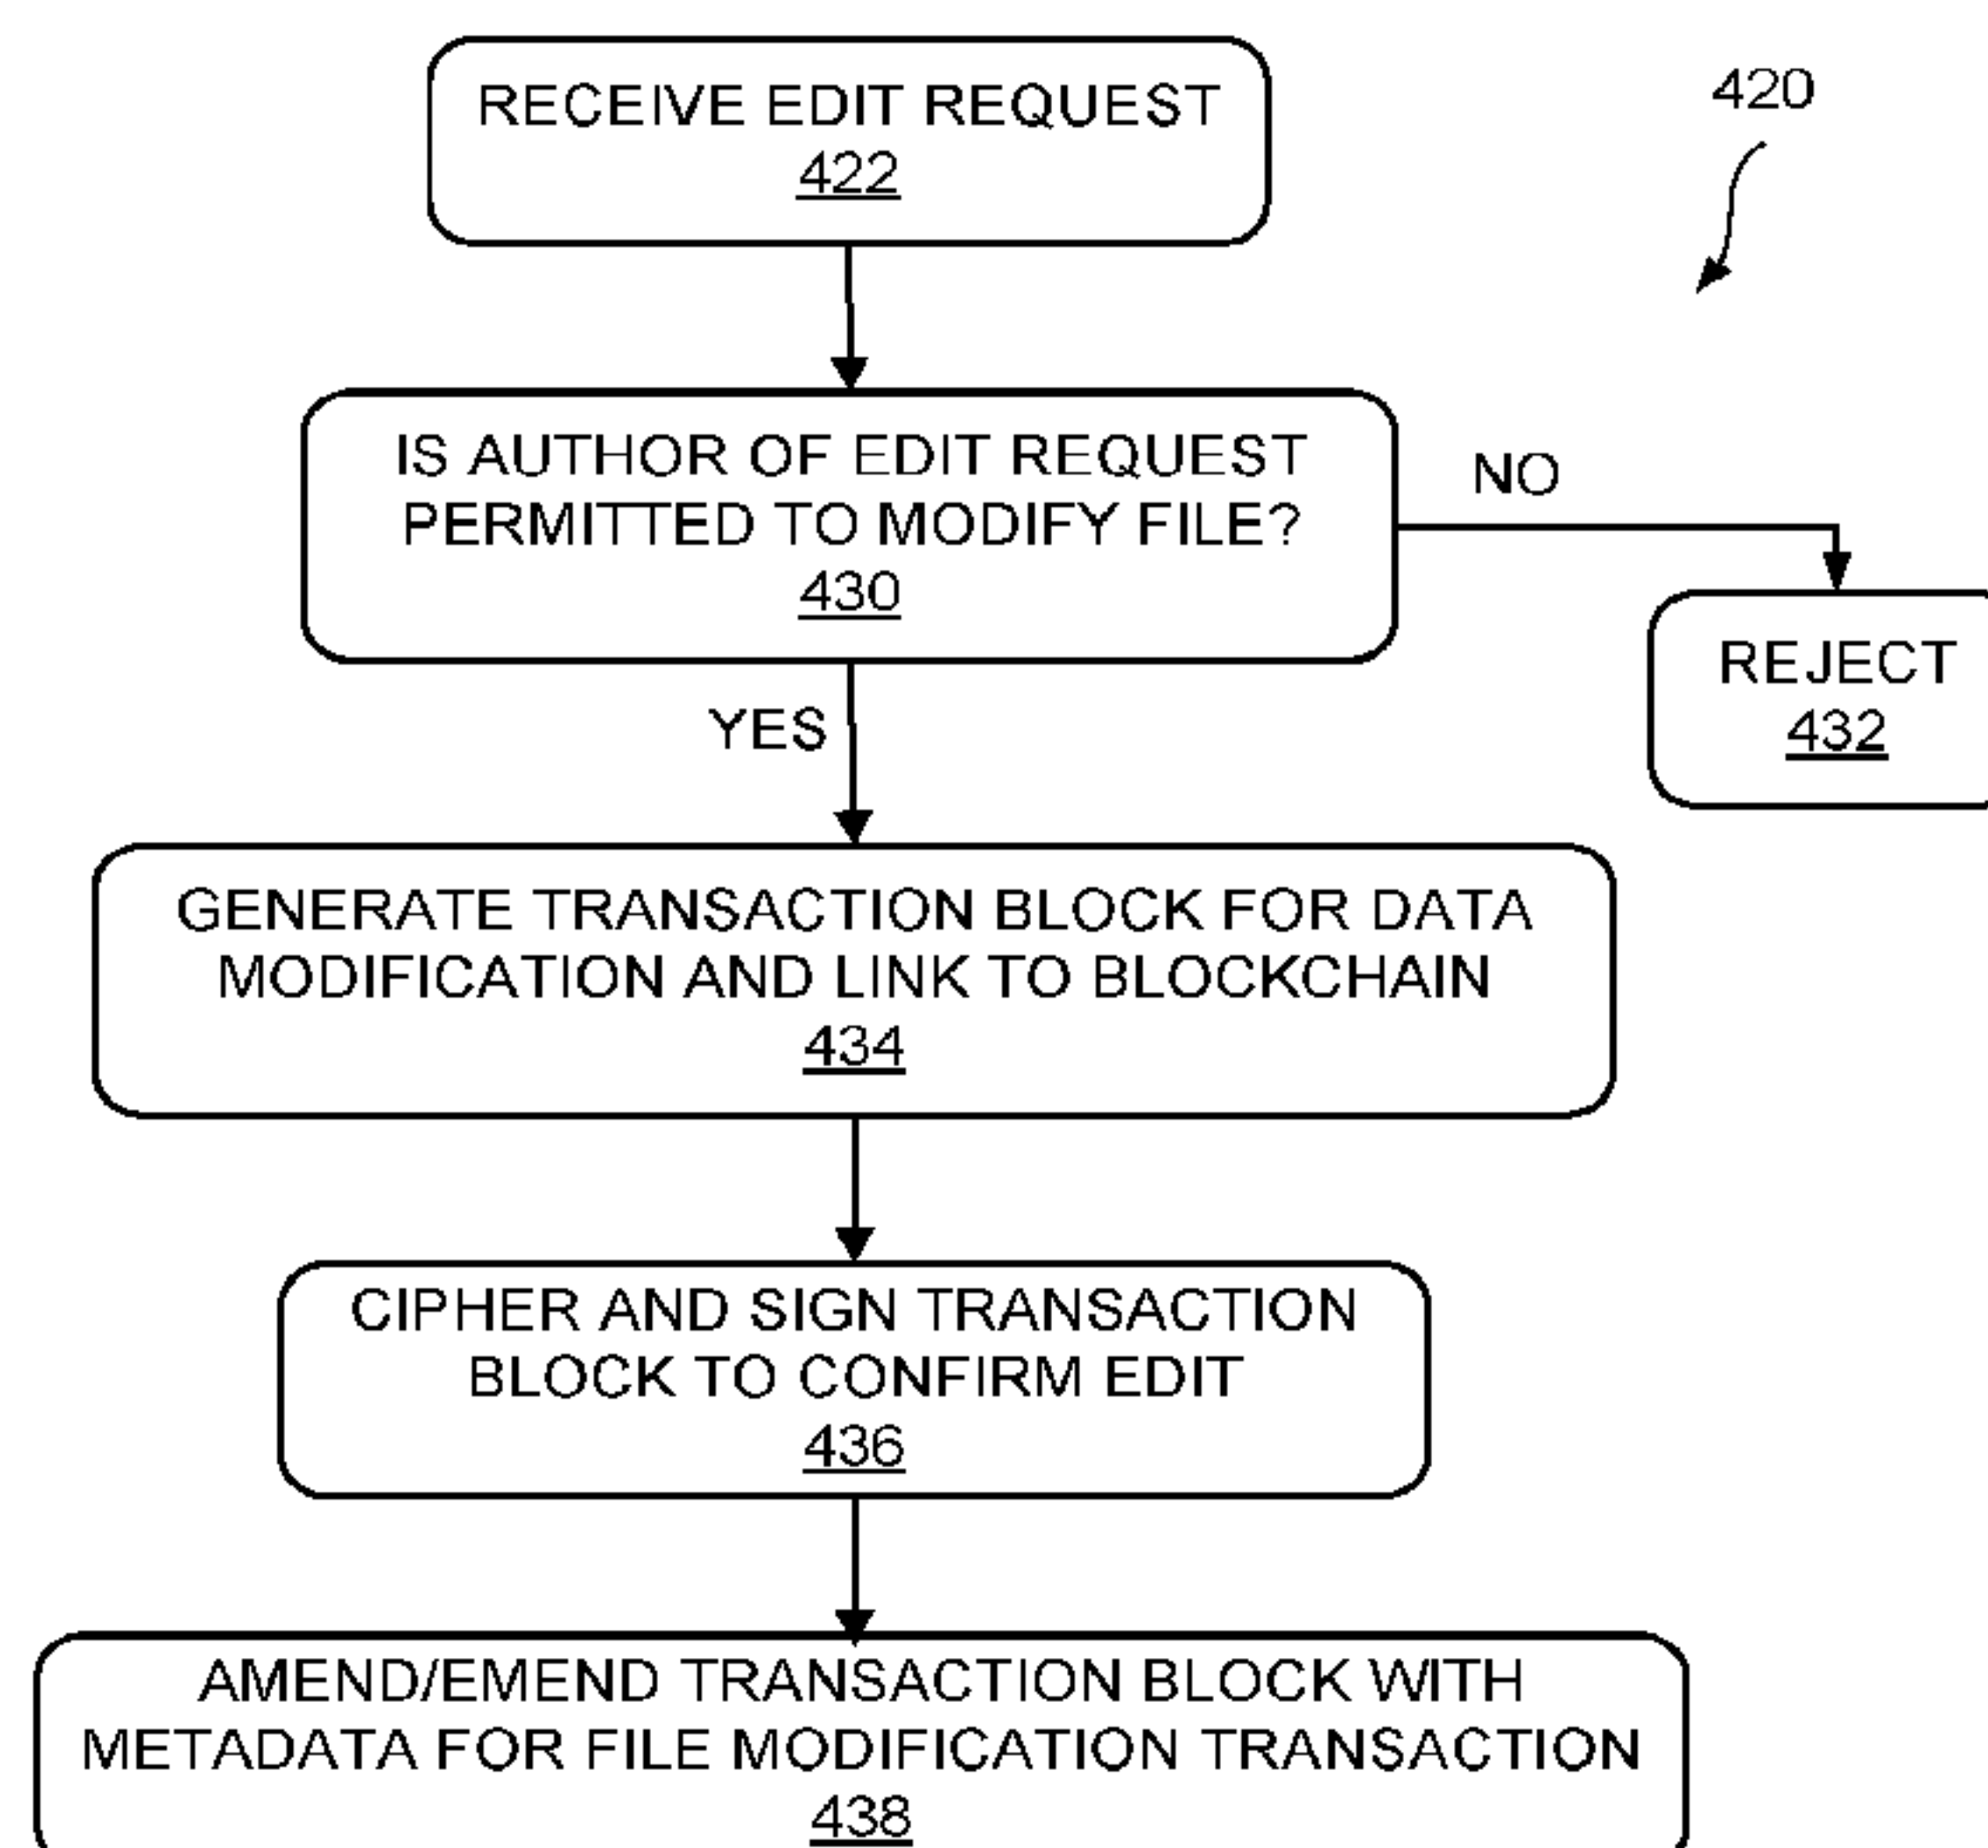 RECEIVE EDIT REQUEST
422
420
IS AUTHOR OF EDIT REQUEST
PERMITTED TO MODIFY FILE?
430
NO
REJECT
432
YES
GENERATE TRANSACTION BLOCK FOR DATA
MODIFICATION AND LINK TO BLOCKCHAIN
434
CIPHER AND SIGN TRANSACTION
BLOCK TO CONFIRM EDIT
436
AMEND/EMEND TRANSACTION BLOCK WITH
METADATA FOR FILE MODIFICATION TRANSACTION
438